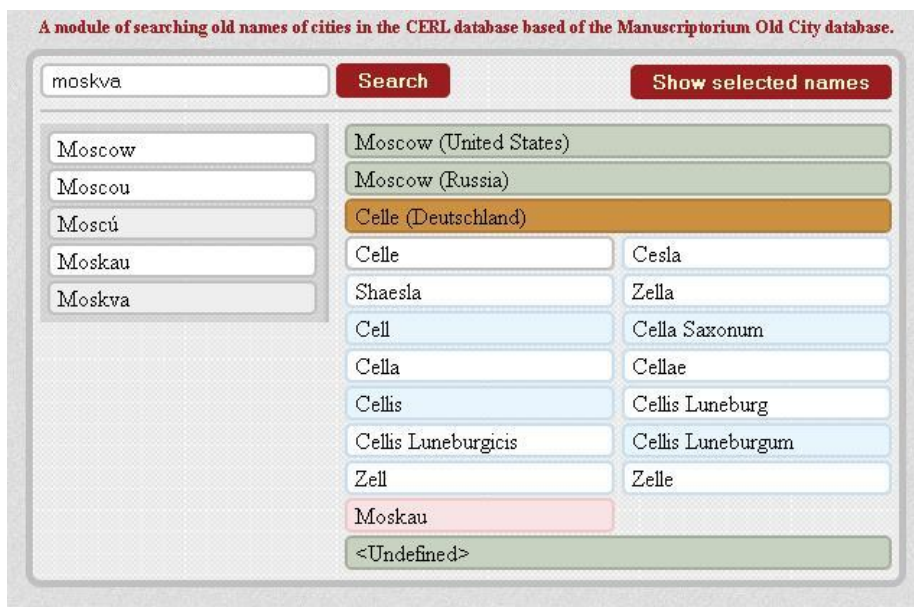 A module of searching old names of cities in the CERL database based of the Manuscriptorium Old City database.
moskva Search Show selected names
Moscow
Moscou
Moscú
Moskau
Moskva
Moscow (United States)
Moscow (Russia)
Celle (Deutschland)
Celle Cesla
Shaesla Zella
Cell Cella Saxonum
Cella Cellae
Cellis Cellis Luneburg
Cellis Luneburgicis Cellis Luneburgum
Zell Zelle
Moskau
<Undefined>